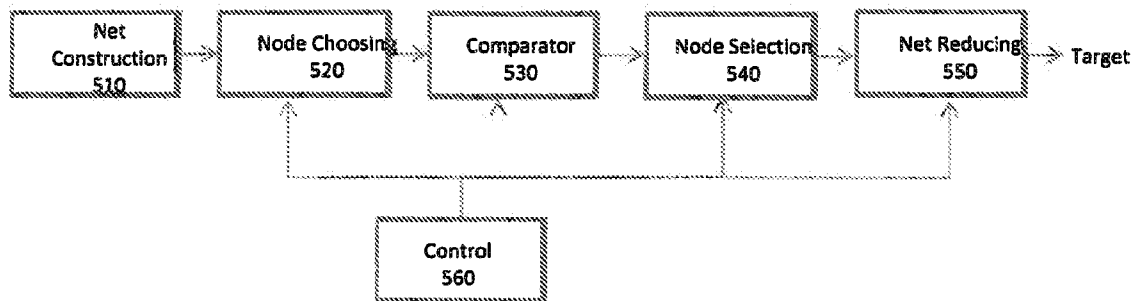 Net
Construction
510
Node Choosing
520
Comparator
530
Node Selection
540
Net Reducing
550
Target
Control
560